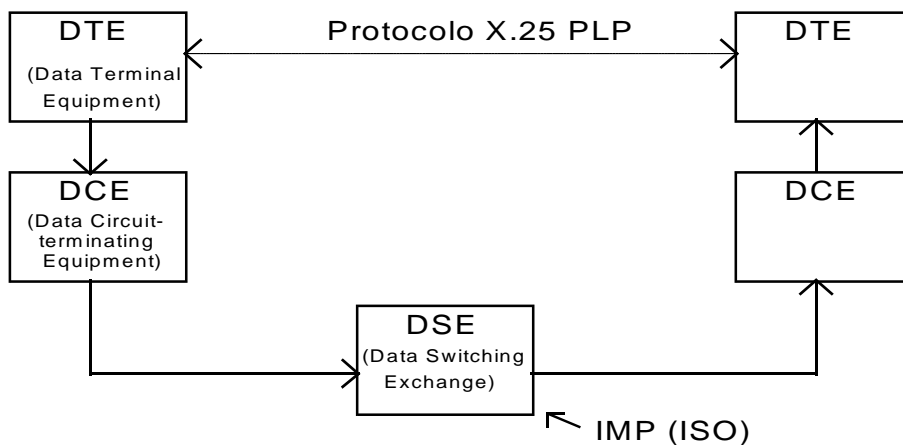 DTE
(Data Terminal
Equipment)
Protocolo X.25 PLP
DTE
DCE
(Data Circuit-
terminating
Equipment)
DCE
DSE
(Data Switching
Exchange)
IMP (ISO)